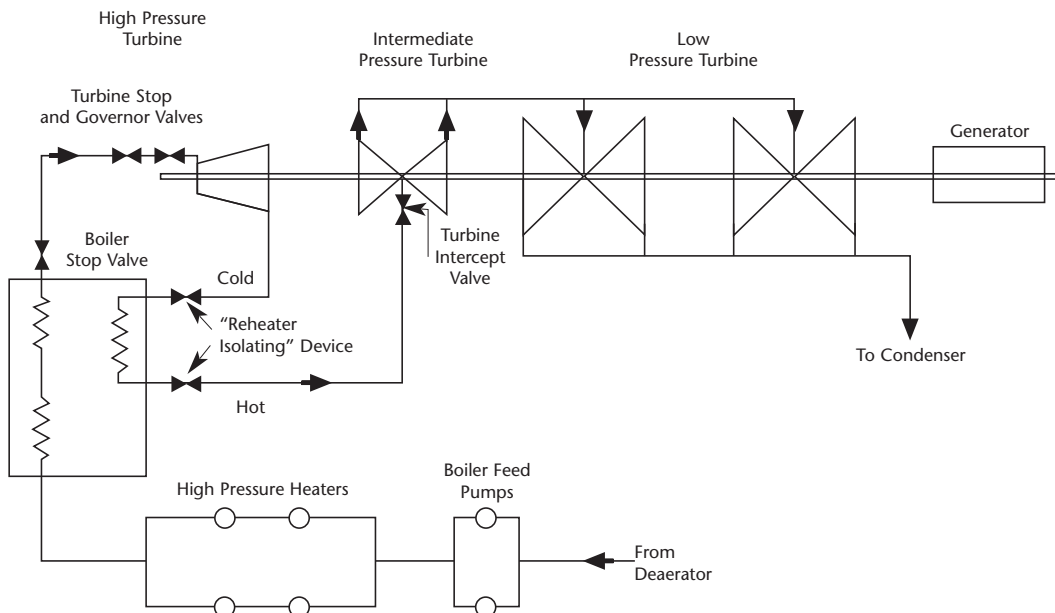 High Pressure
Turbine
Intermediate
Pressure Turbine
Low
Pressure Turbine
Turbine Stop
and Governor Valves
Generator
Boiler
Stop Valve
Turbine
Intercept
Valve
Cold
“Reheater
Isolating” Device
To Condenser
Hot
High Pressure Heaters
Boiler Feed
Pumps
From
Deaerator